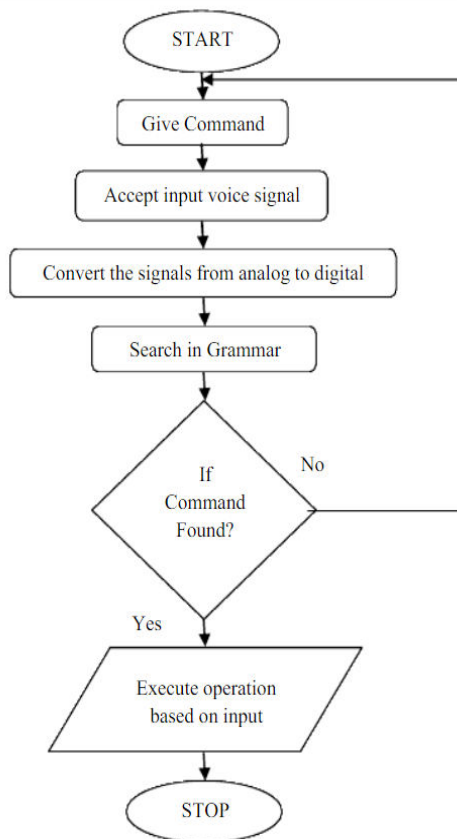 START
Give Command
Accept input voice signal
Convert the signals from analog to digital
Search in Grammar
If
Command
Found?
No
Yes
Execute operation
based on input
STOP